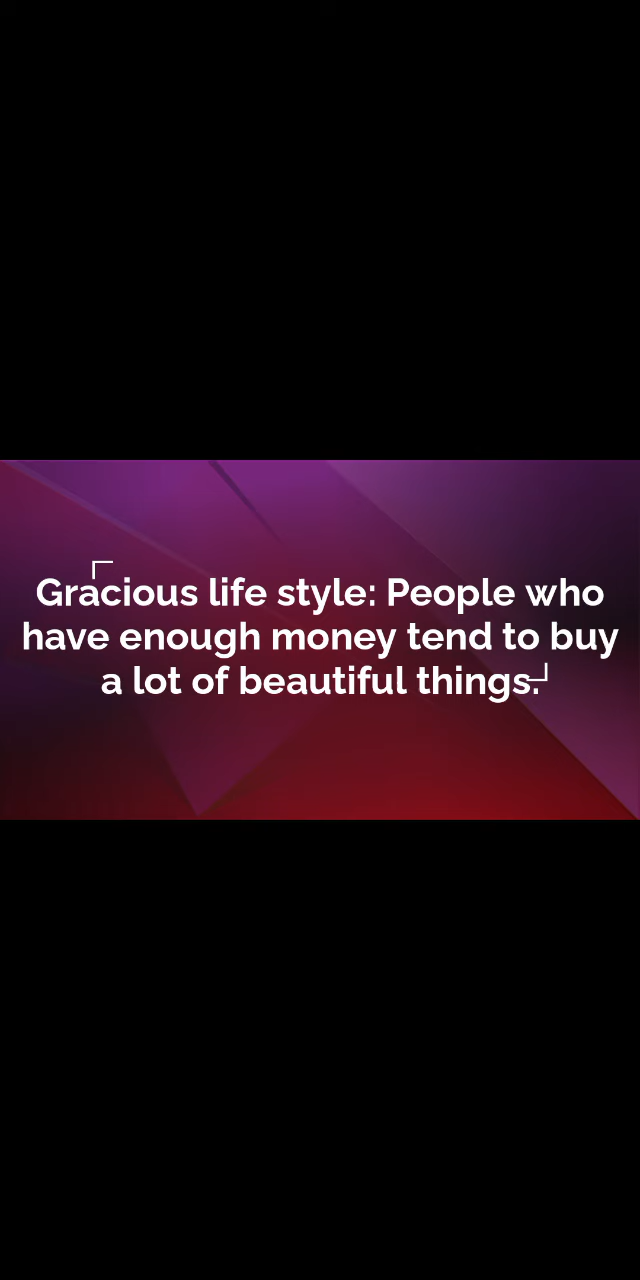 Gracious life style: People who
have enough money tend to buy
a lot of beautiful things.